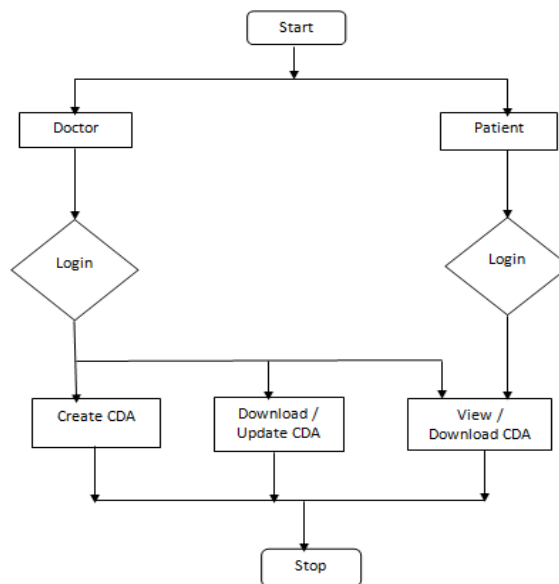 Start
Doctor
Patient
Login
Login
Create CDA
Download /
Update CDA
View /
Download CDA
Stop